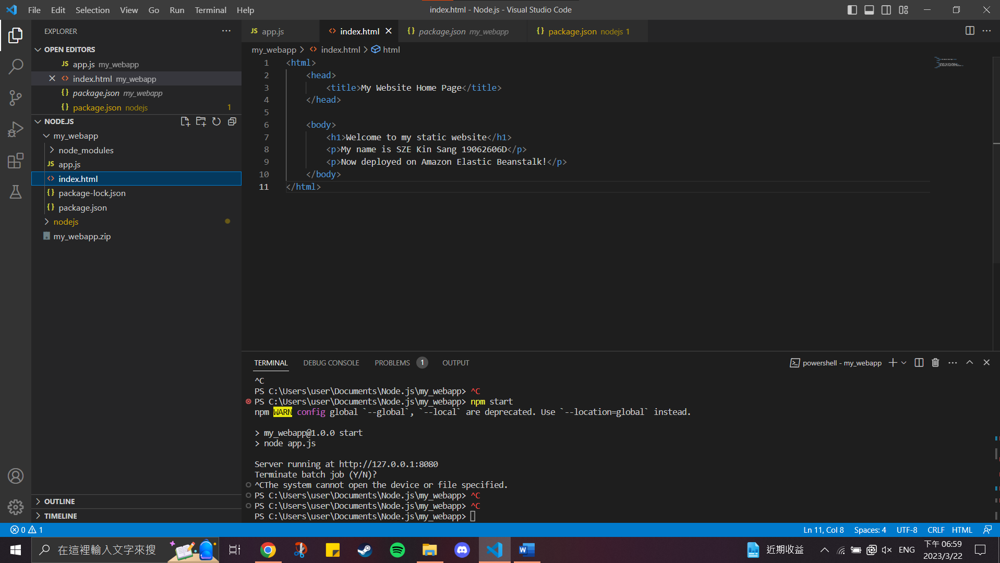 File Edit Selection View Go Run Terminal Help
index.html - Node.js - Visual Studio Code
EXPLORER
OPEN EDITORS
JS app.js my_webapp
<> index.html my_webapp
{} package.json my_webapp
{} package.json nodejs 1
NODE.JS
my_webapp
node_modules
JS app.js
<> index.html
{} package-lock.json
{} package.json
nodejs
my_webapp.zip
OUTLINE
TIMELINE
JS app.js <> index.html {} package.json my_webapp {} package.json nodejs 1
my_webapp > <> index.html > html
1 <html>
2 <head>
3 <title>My Website Home Page</title>
4 </head>
5
6 <body>
7 <h1>Welcome to my static website</h1>
8 <p>My name is SZE Kin Sang 19062606D</p>
9 <p>Now deployed on Amazon Elastic Beanstalk!</p>
10 </body>
11 </html>
TERMINAL DEBUG CONSOLE PROBLEMS 1 OUTPUT
powershell - my_webapp
^C
PS C:\Users\user\Documents\Node.js\my_webapp> ^C
PS C:\Users\user\Documents\Node.js\my_webapp> npm start
npm WARN config global `--global`, `--local` are deprecated. Use `--location=global` instead.
> my_webapp@1.0.0 start
> node app.js
Server running at http://127.0.0.1:8080
Terminate batch job (Y/N)?
^CThe system cannot open the device or file specified.
PS C:\Users\user\Documents\Node.js\my_webapp> ^C
PS C:\Users\user\Documents\Node.js\my_webapp> ^C
PS C:\Users\user\Documents\Node.js\my_webapp>
0 1
Ln 11, Col 8 Spaces: 4 UTF-8 CRLF HTML
在這裡輸入文字來搜
近期收益
ENG
下午 06:59
2023/3/22